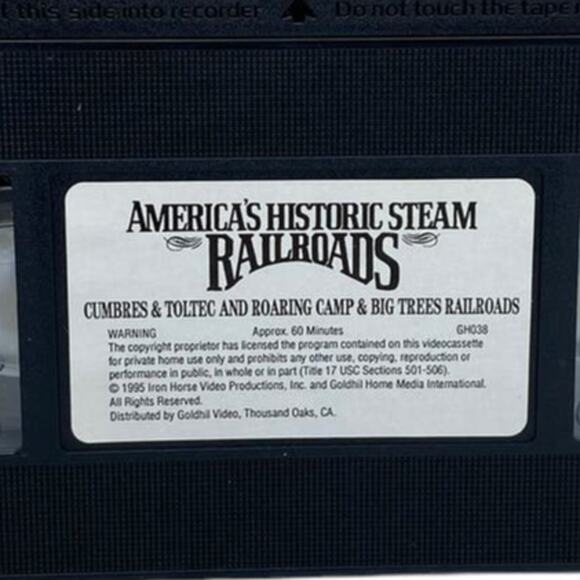 t this side into recorder Do not touch the tape
AMERICA'S HISTORIC STEAM
RAILROADS
CUMBRES & TOLTEC AND ROARING CAMP & BIG TREES RAILROADS
WARNING Approx. 60 Minutes GH038
The copyright proprietor has licensed the program contained on this videocassette
for private home use only and prohibits any other use, copying, reproduction or
performance in public, in whole or in part (Title 17 USC Sections 501-506).
© 1995 Iron Horse Video Productions, Inc. and Goldhil Home Media International.
All Rights Reserved.
Distributed by Goldhil Video, Thousand Oaks, CA.